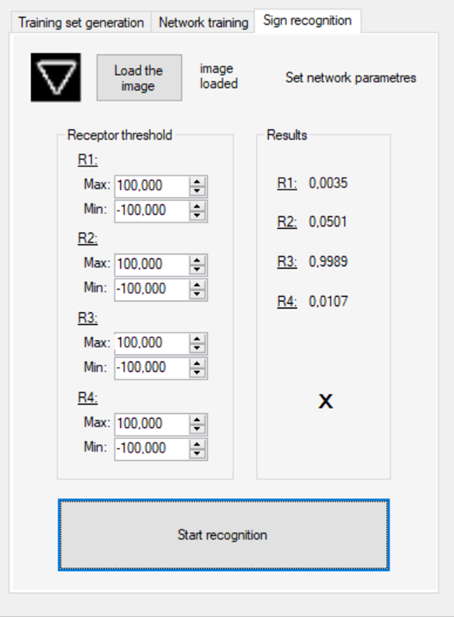 Training set generation Network training Sign recognition
Load the
image
image
loaded
Set network parametres
Receptor threshold
R1:
Max: 100,000
Min: -100,000
R2:
Max: 100,000
Min: -100,000
R3:
Max: 100,000
Min: -100,000
R4:
Max: 100,000
Min: -100,000
Results
R1: 0,0035
R2: 0,0501
R3: 0,9989
R4: 0,0107
X
Start recognition